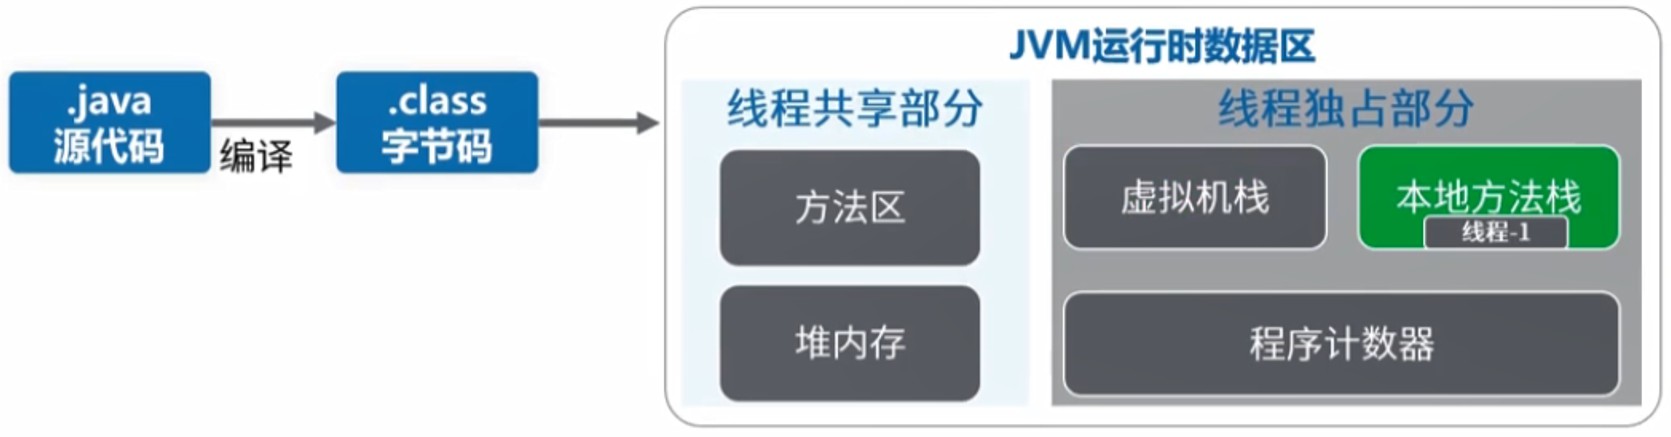 .java
源代码
编译
.class
字节码
JVM运行时数据区
线程共享部分
方法区
堆内存
线程独占部分
虚拟机栈
本地方法栈
线程-1
程序计数器